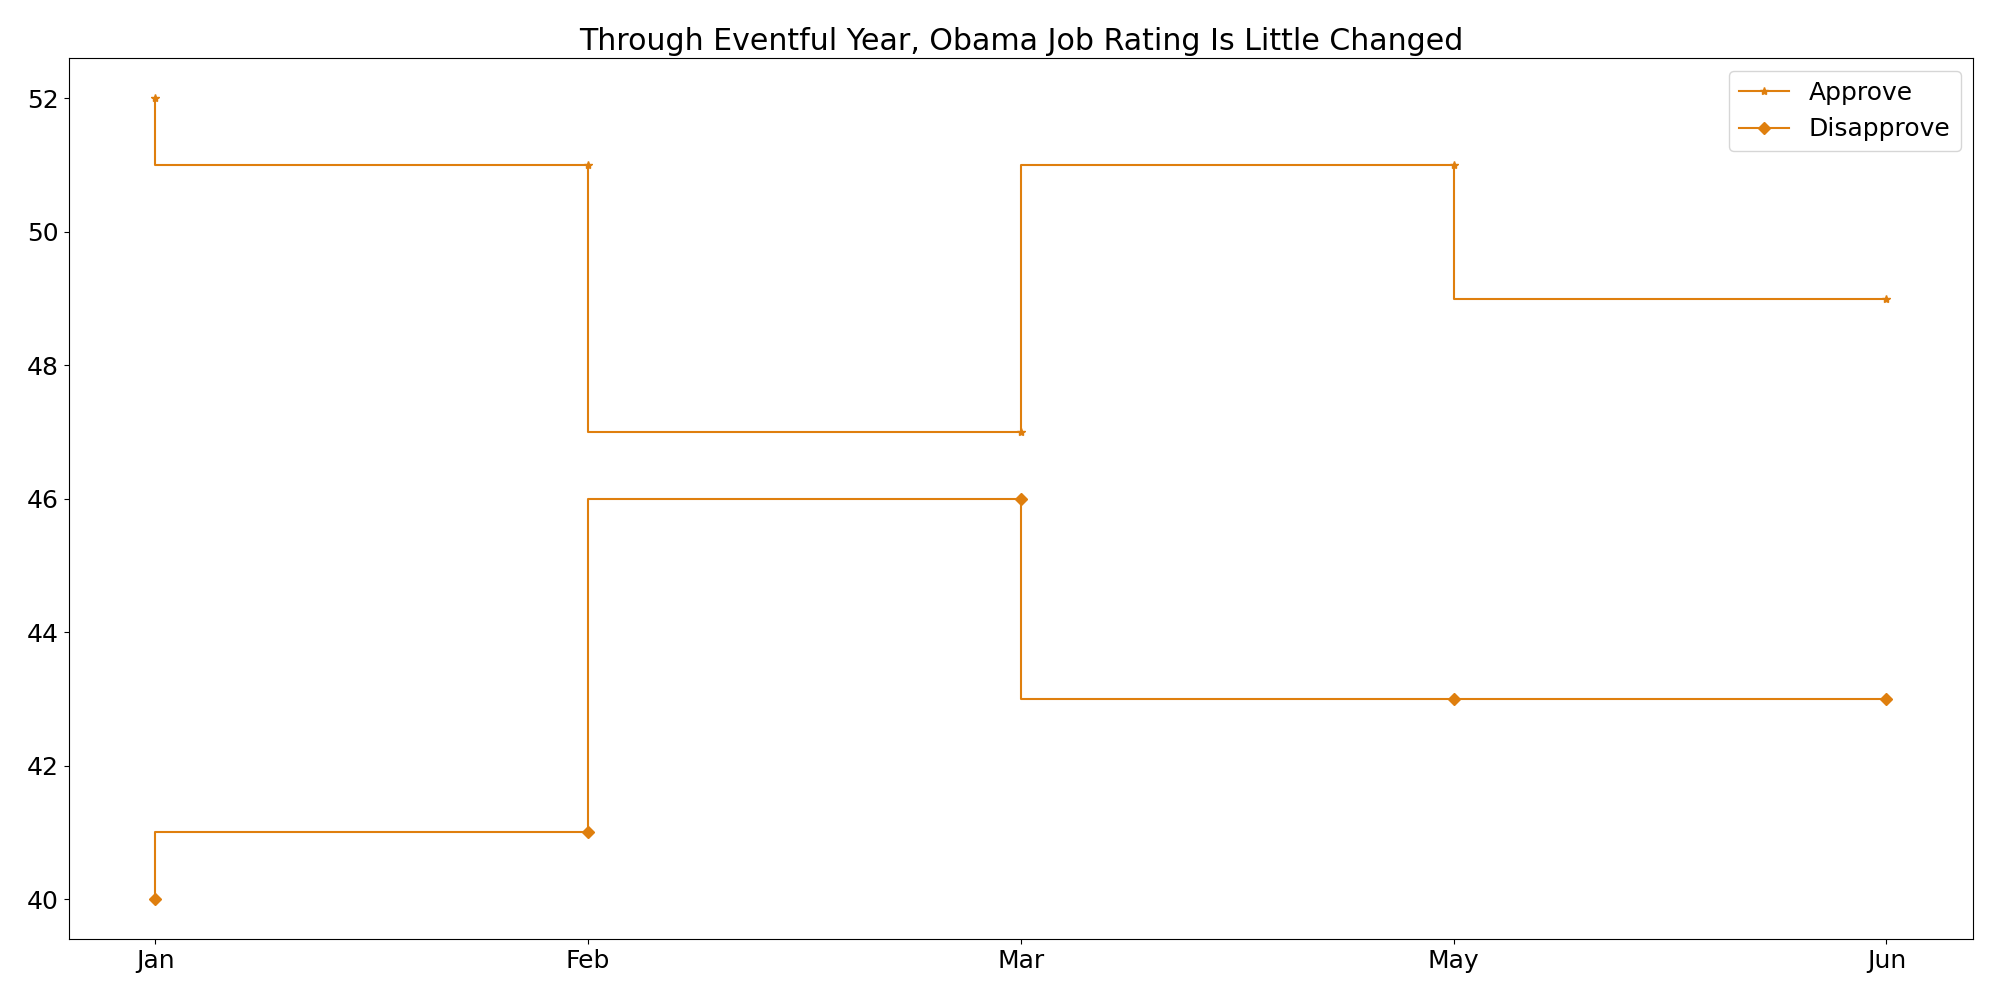 Through Eventful Year, Obama Job Rating Is Little Changed
Approve
Disapprove
52
50
48
46
44
42
40
Jan Feb Mar May Jun